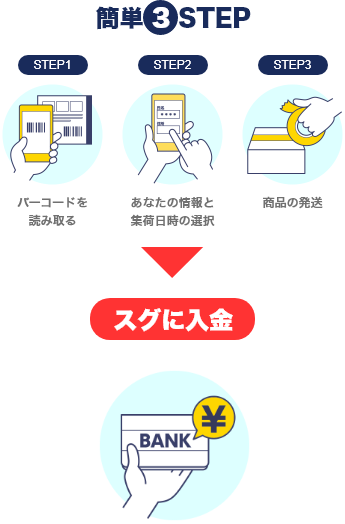 簡単3STEP
STEP1
STEP2
STEP3
バーコードを
読み取る
あなたの情報と
集荷日時の選択
商品の発送
スグに入金
¥
BANK